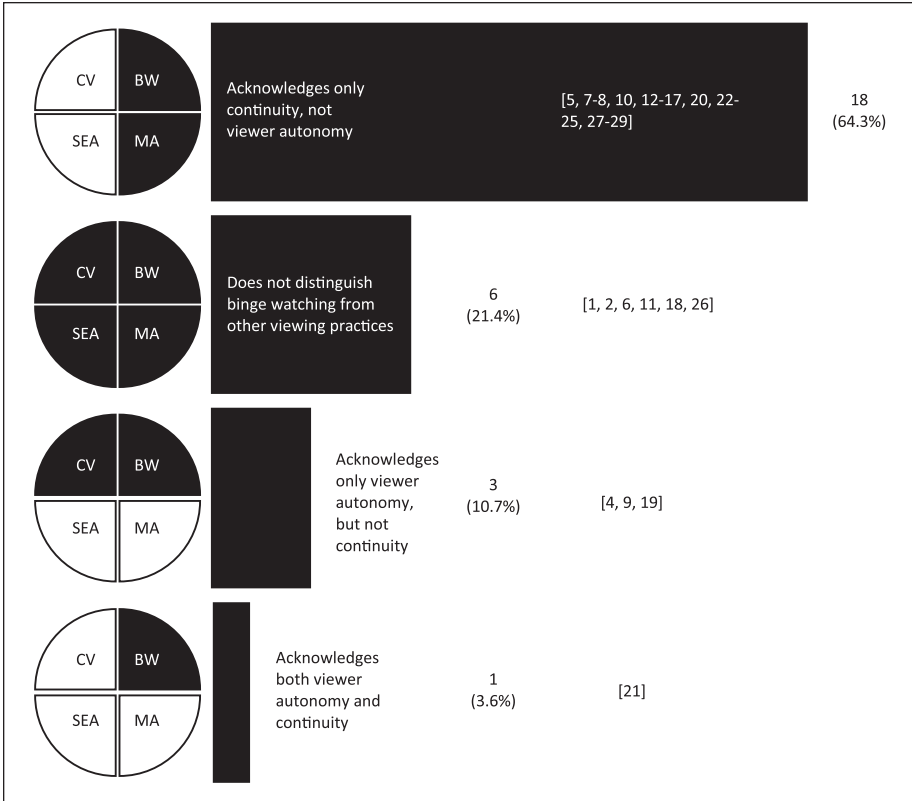 CV
BW
SEA
MA
Acknowledges only
continuity, not
viewer autonomy
[5, 7-8, 10, 12-17, 20, 22-
25, 27-29]
18
(64.3%)
CV
BW
SEA
MA
Does not distinguish
binge watching from
other viewing practices
6
(21.4%)
[1, 2, 6, 11, 18, 26]
CV
BW
SEA
MA
Acknowledges
only viewer
autonomy,
but not
continuity
3
(10.7%)
[4, 9, 19]
CV
BW
SEA
MA
Acknowledges
both viewer
autonomy and
continuity
1
(3.6%)
[21]